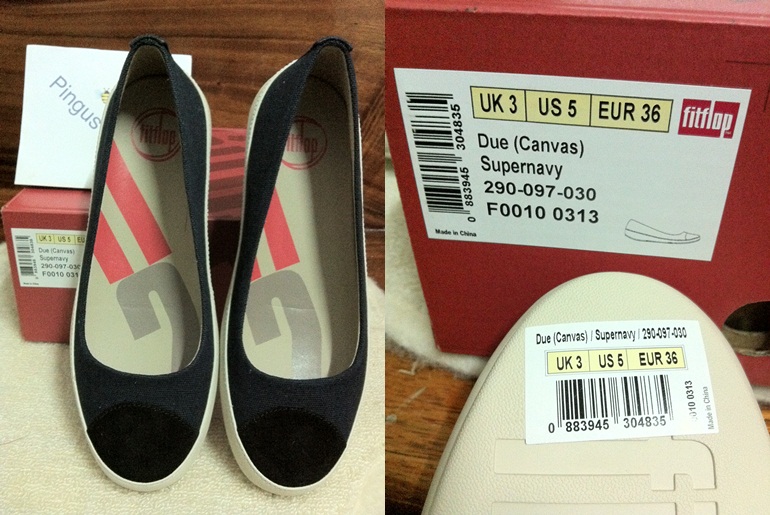 Pingus
fitflop
fitflop
UK 3 US 5 EU
Due (Canvas)
Supernavy
290-097-030
F0010 0313
UK 3 US 5 EUR 36
fitflop
Due (Canvas)
Supernavy
290-097-030
F0010 0313
0 883945 304835
Made in China
Due (Canvas) / Supernavy / 290-097-030
UK 3 US 5 EUR 36
0 883945 304835
0010 0313
Made in China